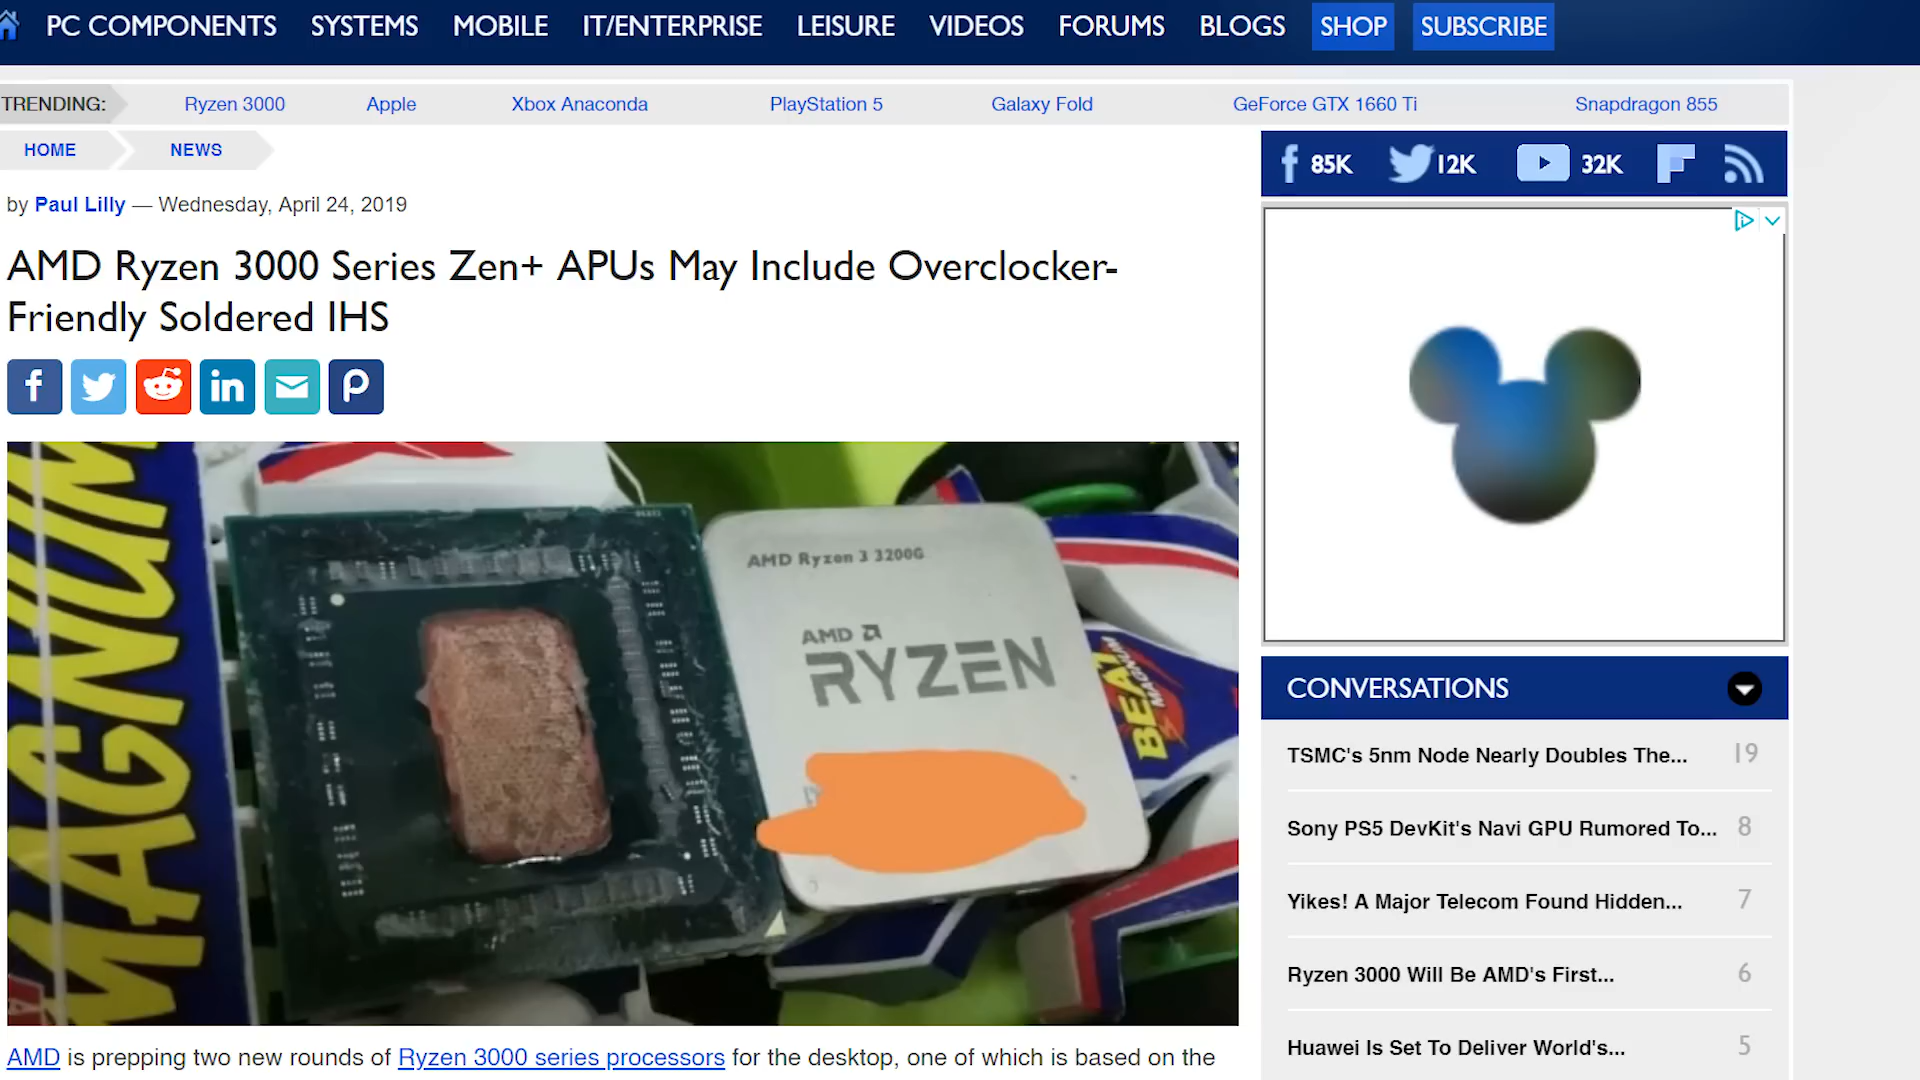 PC COMPONENTS SYSTEMS MOBILE IT/ENTERPRISE LEISURE VIDEOS FORUMS BLOGS SHOP SUBSCRIBE
TRENDING: Ryzen 3000 Apple Xbox Anaconda PlayStation 5 Galaxy Fold GeForce GTX 1660 Ti Snapdragon 855
HOME NEWS
85K 12K 32K
by Paul Lilly — Wednesday, April 24, 2019
AMD Ryzen 3000 Series Zen+ APUs May Include Overclocker-
Friendly Soldered IHS
MAGNUM
AMD Ryzen 3 3200G
AMD
RYZEN
BEAT
MAGNUM
AMD is prepping two new rounds of Ryzen 3000 series processors for the desktop, one of which is based on the
CONVERSATIONS
TSMC's 5nm Node Nearly Doubles The... 19
Sony PS5 DevKit's Navi GPU Rumored To... 8
Yikes! A Major Telecom Found Hidden... 7
Ryzen 3000 Will Be AMD's First... 6
Huawei Is Set To Deliver World's... 5